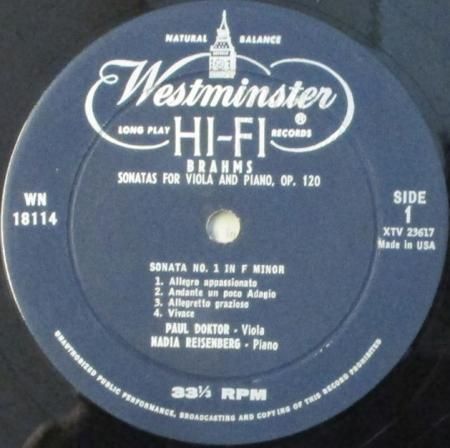 NATURAL BALANCE
Westminster®
LONG PLAY HI-FI RECORDS
BRAHMS
SONATAS FOR VIOLA AND PIANO, OP. 120
WN
18114
SIDE
1
XTV 23617
Made in USA
SONATA NO. 1 IN F MINOR
1. Allegro appassionato
2. Andante un poco Adagio
3. Allegretto grazioso
4. Vivace
PAUL DOKTOR - Viola
NADIA REISENBERG - Piano
33⅓ RPM
UNAUTHORIZED PUBLIC PERFORMANCE, BROADCASTING AND COPYING OF THIS RECORD PROHIBITED